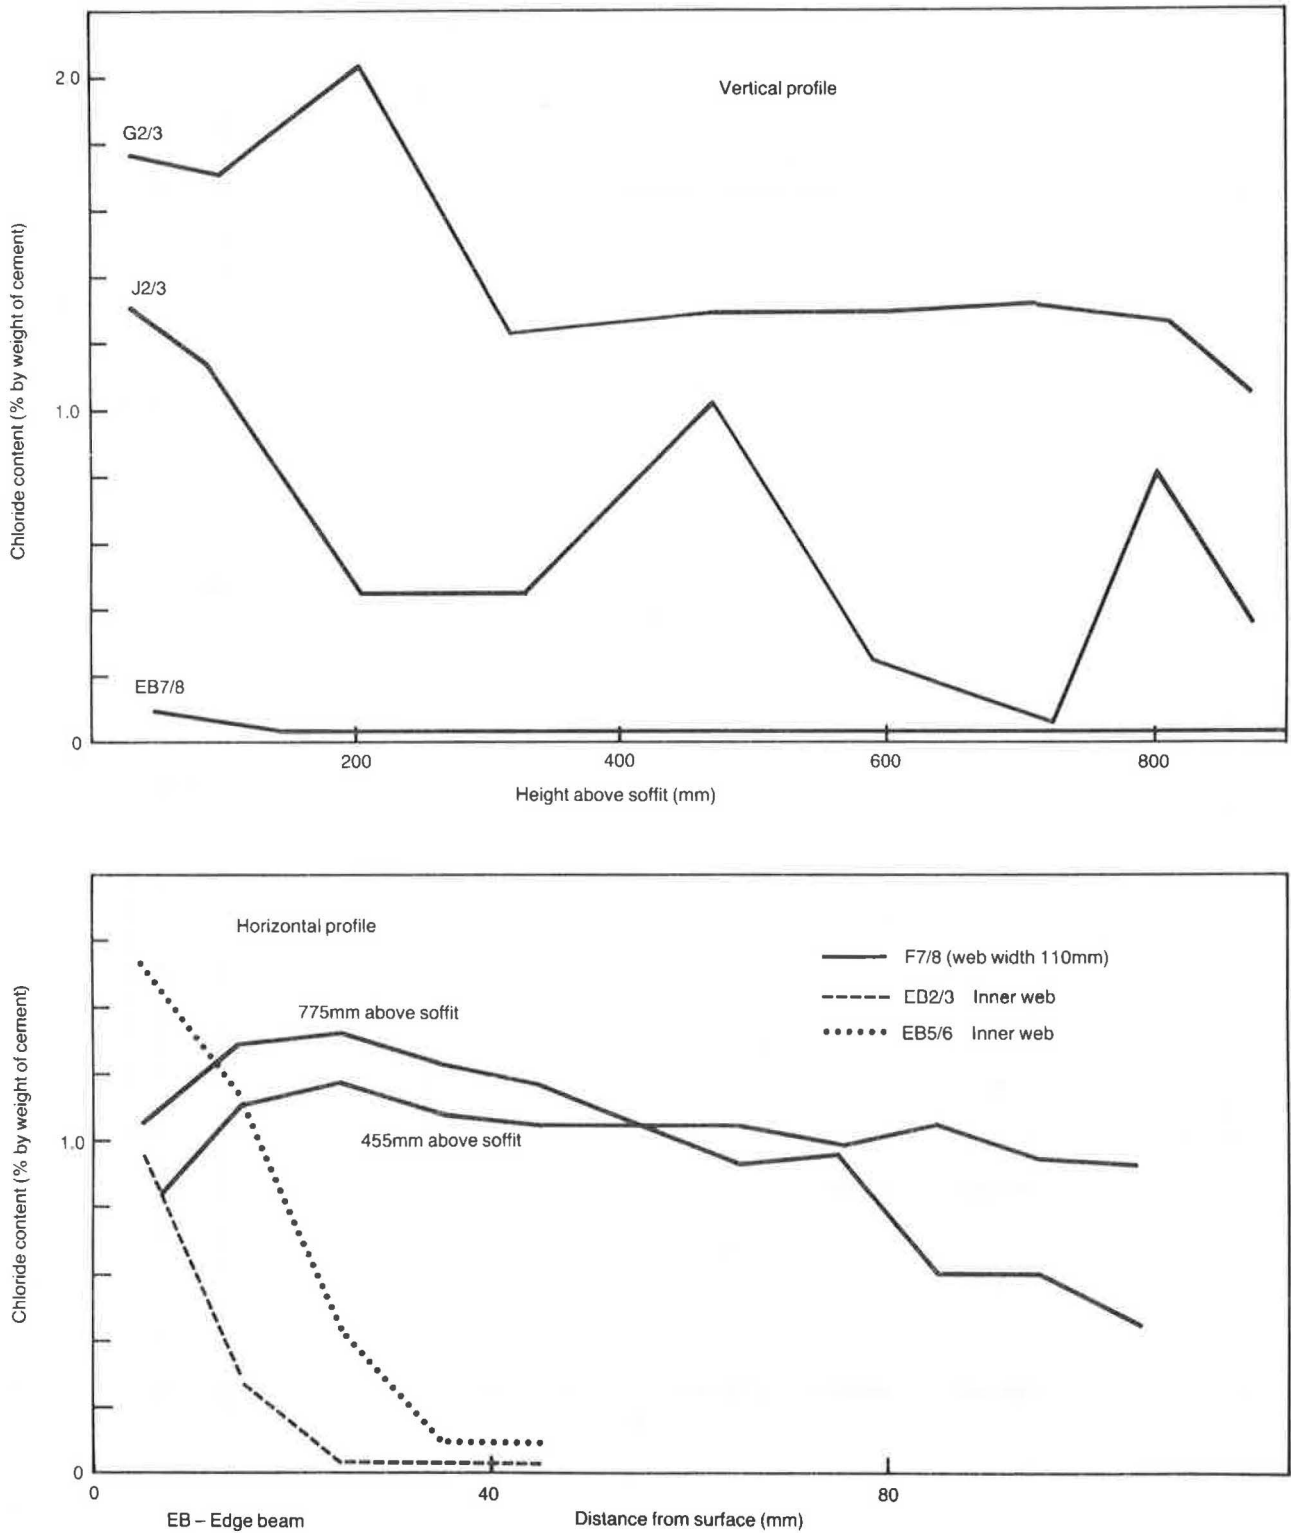 Vertical profile
2.0
G2/3
J2/3
1.0
EB7/8
0
200
400
600
800
Height above soffit (mm)
Chloride content (% by weight of cement)
Horizontal profile
F7/8 (web width 110mm)
EB2/3 Inner web
EB5/6 Inner web
775mm above soffit
455mm above soffit
1.0
0
0
40
80
Chloride content (% by weight of cement)
EB – Edge beam
Distance from surface (mm)